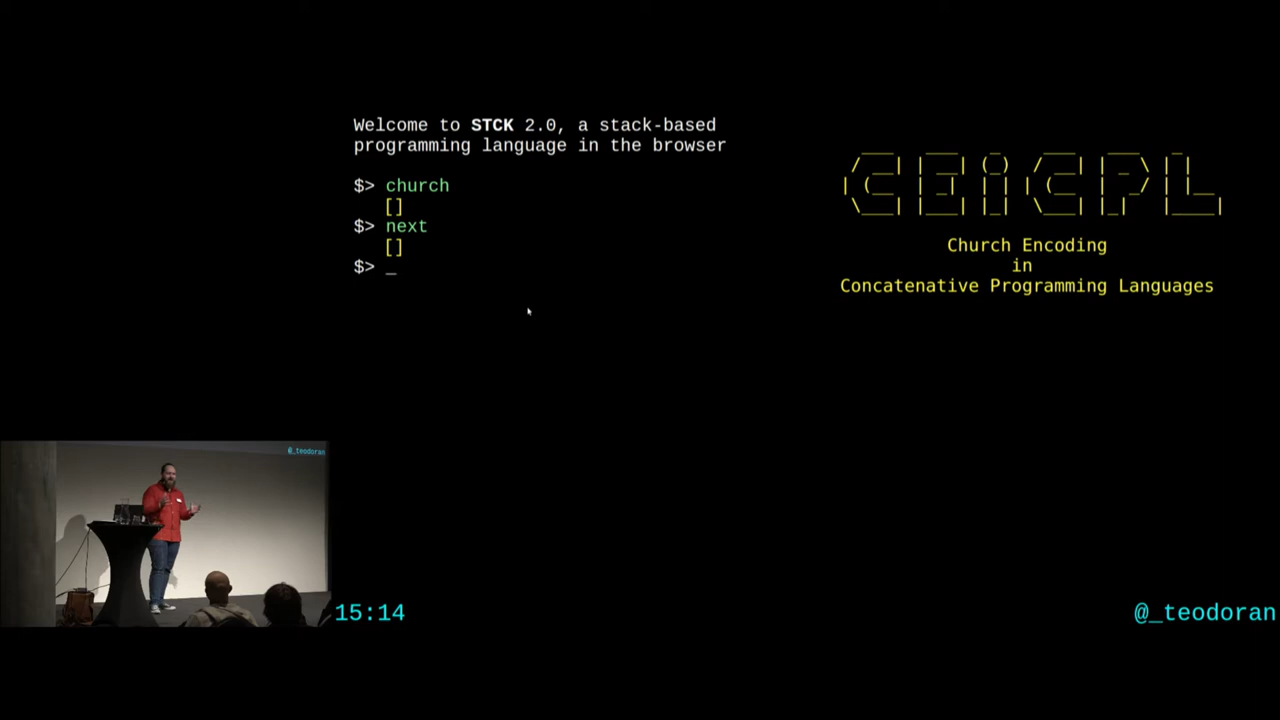 Welcome to STCK 2.0, a stack-based
programming language in the browser
$> church
[]
$> next
[]
$> _
CEiCPL
Church Encoding
in
Concatenative Programming Languages
@_teodoran
15:14
@_teodoran